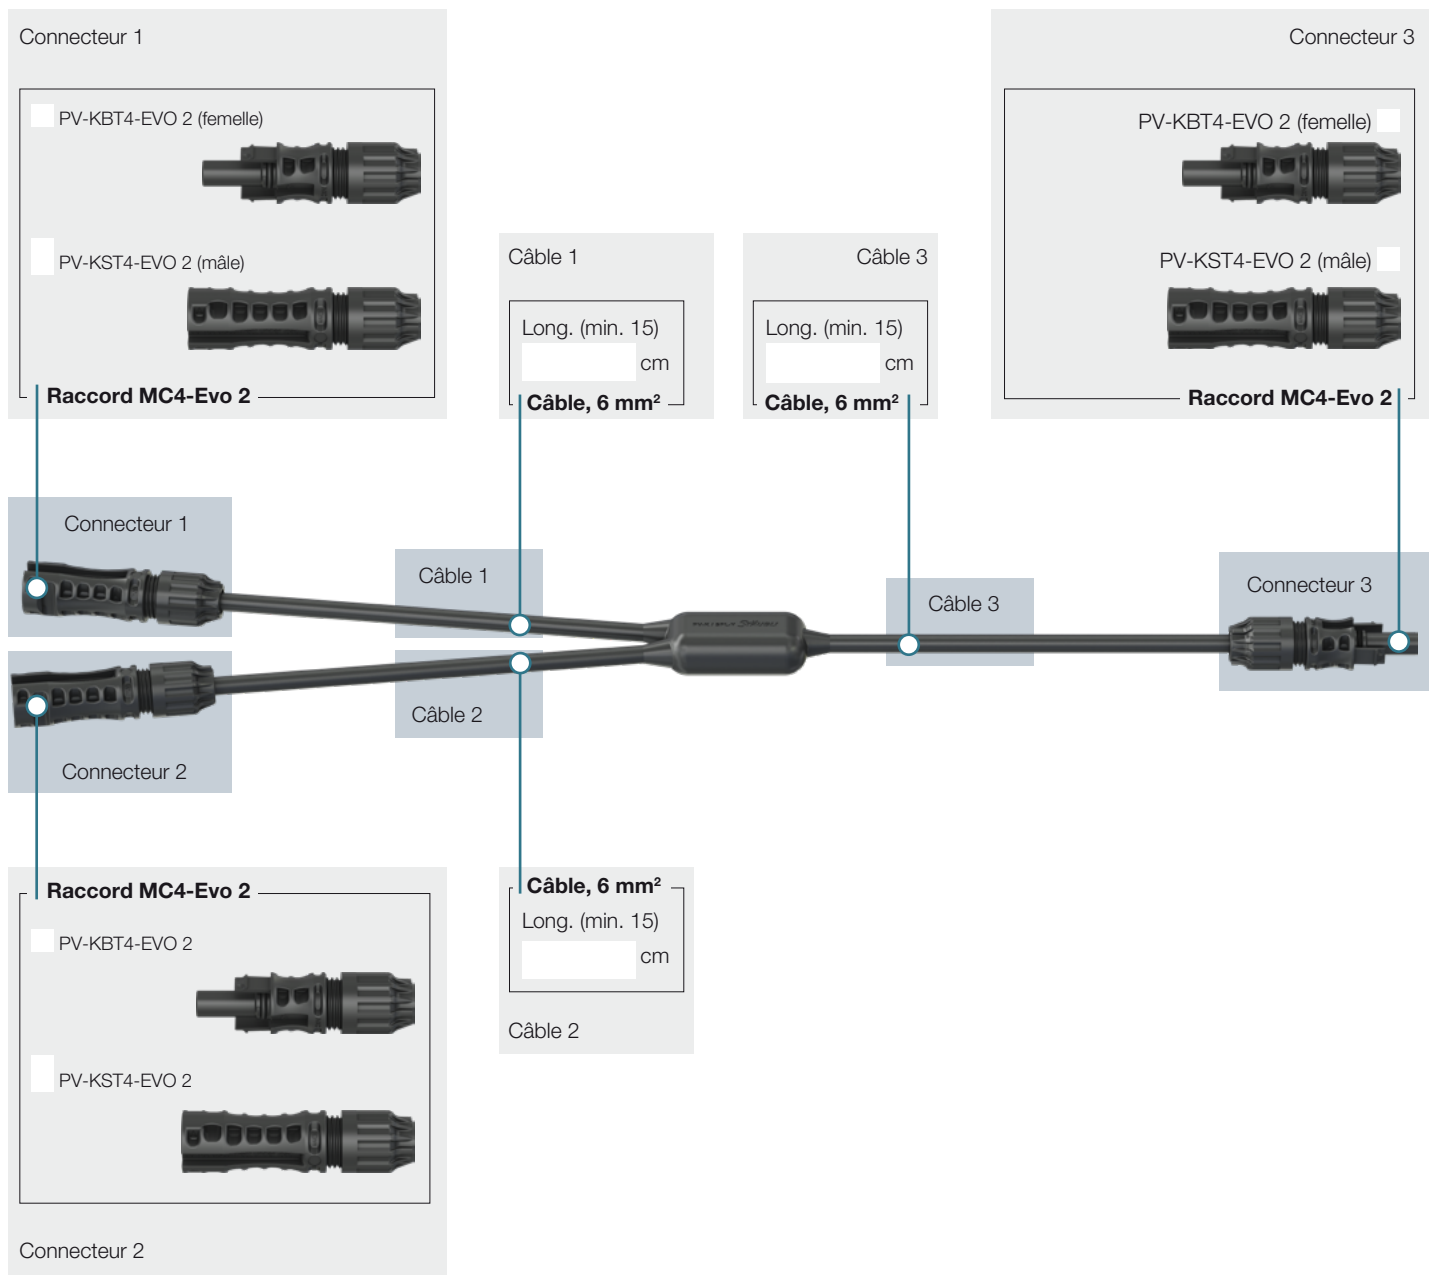 Connecteur 1
PV-KBT4-EVO 2 (femelle)
PV-KST4-EVO 2 (mâle)
Raccord MC4-Evo 2
Câble 1
Long. (min. 15)
cm
Câble, 6 mm²
Câble 3
Long. (min. 15)
cm
Câble, 6 mm²
Connecteur 3
PV-KBT4-EVO 2 (femelle)
PV-KST4-EVO 2 (mâle)
Raccord MC4-Evo 2
Connecteur 1
Câble 1
Câble 3
Connecteur 3
Câble 2
Connecteur 2
Raccord MC4-Evo 2
PV-KBT4-EVO 2
PV-KST4-EVO 2
Connecteur 2
Câble, 6 mm²
Long. (min. 15)
cm
Câble 2